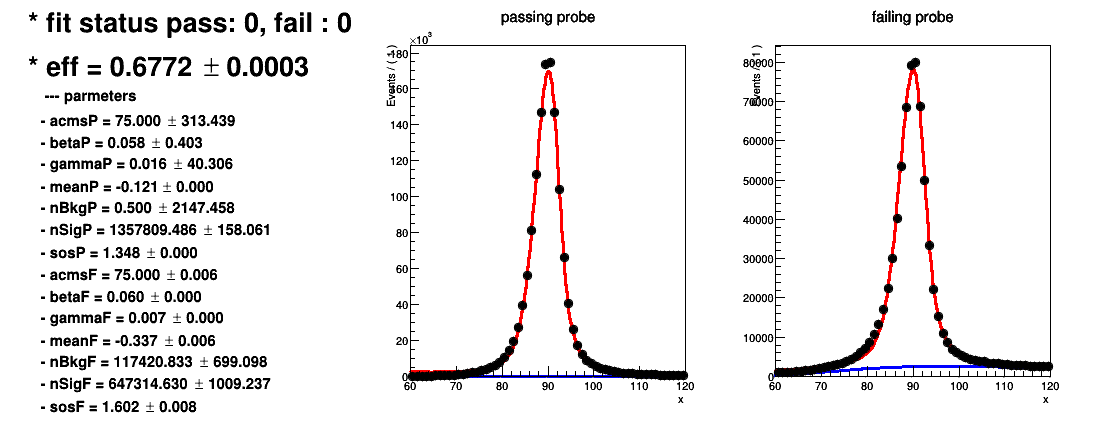 * fit status pass: 0, fail : 0
* eff = 0.6772 ± 0.0003
--- parmeters
- acmsP = 75.000 ± 313.439
- betaP = 0.058 ± 0.403
- gammaP = 0.016 ± 40.306
- meanP = -0.121 ± 0.000
- nBkgP = 0.500 ± 2147.458
- nSigP = 1357809.486 ± 158.061
- sosP = 1.348 ± 0.000
- acmsF = 75.000 ± 0.006
- betaF = 0.060 ± 0.000
- gammaF = 0.007 ± 0.000
- meanF = -0.337 ± 0.006
- nBkgF = 117420.833 ± 699.098
- nSigF = 647314.630 ± 1009.237
- sosF = 1.602 ± 0.008
passing probe
×10³
Events / ( 1 )
180
160
140
120
100
80
60
40
20
0
60 70 80 90 100 110 120
x
failing probe
Events / ( 1 )
80000
70000
60000
50000
40000
30000
20000
10000
0
60 70 80 90 100 110 120
x